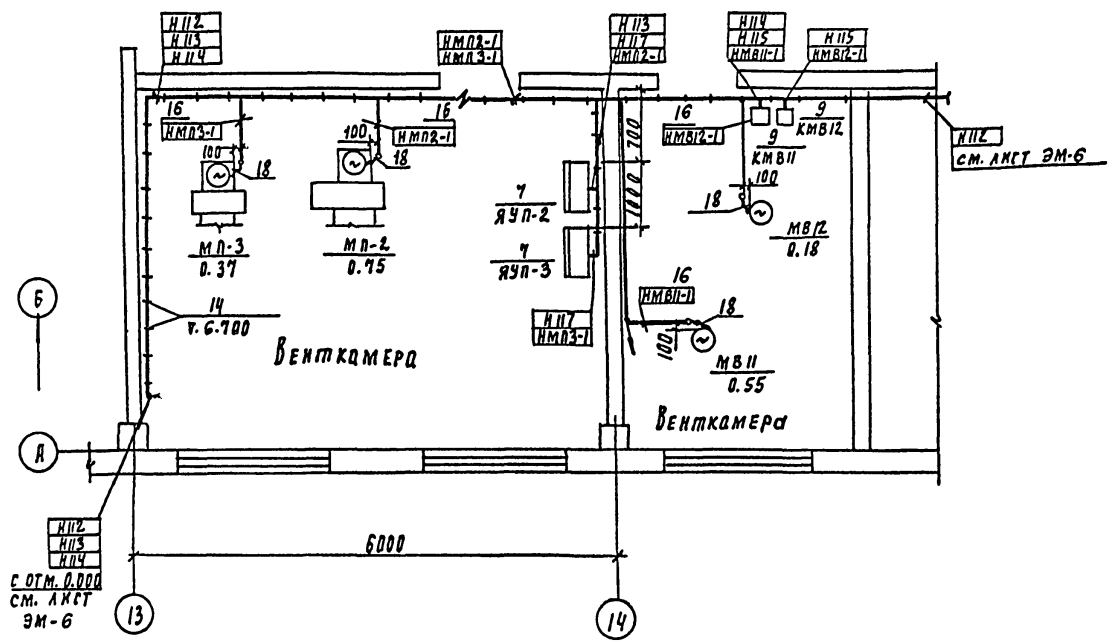 Н112
Н113
Н114
НМП2-1
НМП3-1
Н113
Н117
НМП2-1
Н114
Н115
НМВ11-1
Н115
НМВ12-1
16
НМП3-1
100
18
МП-3
0.37
16
НМП2-1
100
18
МП-2
0.75
7
ЯУП-2
7
ЯУП-3
700
1000
16
НМВ12-1
9
КМВ11
9
КМВ12
Н112
см. лист ЭМ-6
100
18
МВ12
0.18
16
НМВ11-1
18
100
МВ11
0.55
Н117
НМП3-1
14
v. 6.700
Венткамера
Венткамера
Б
А
Н112
Н113
Н114
с отм. 0.000
см. лист
ЭМ-6
6000
13
14